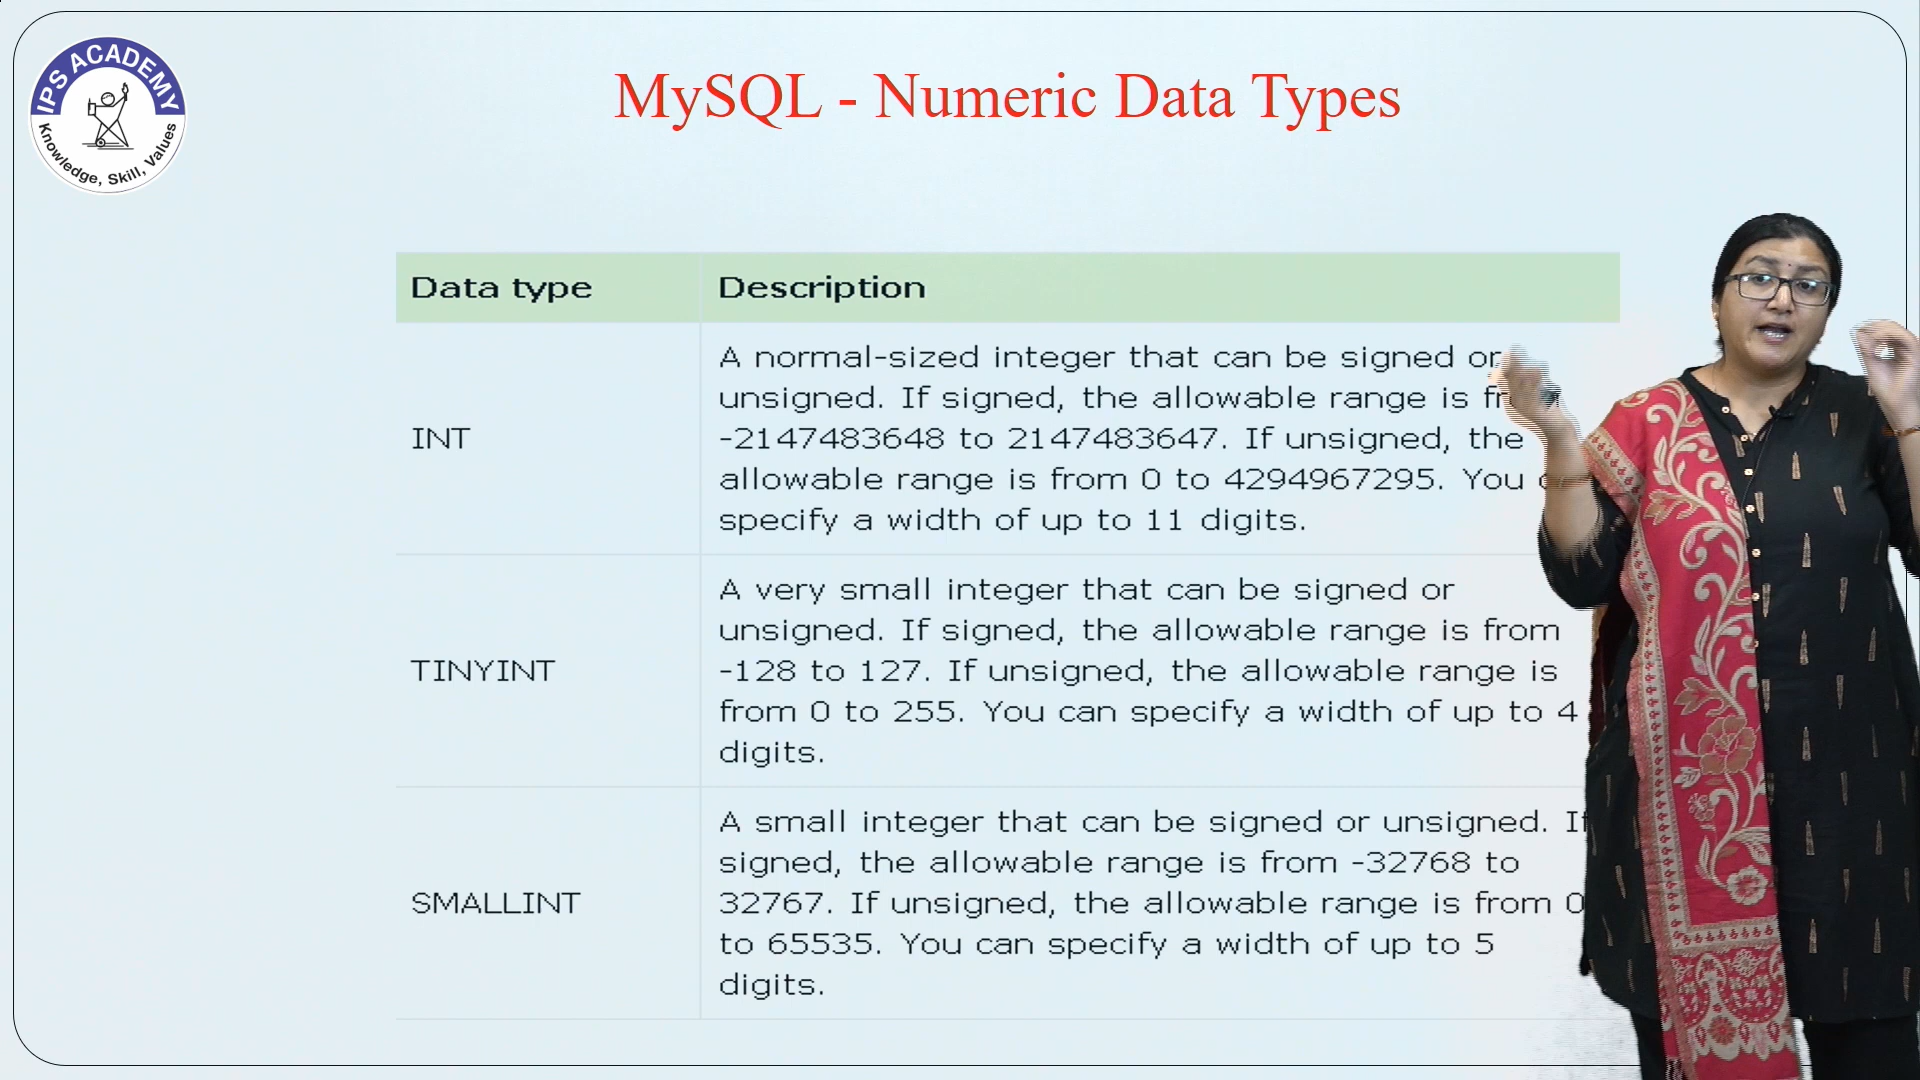 IPS ACADEMY
Knowledge, Skill, Values
MySQL - Numeric Data Types
Data type
Description
INT
A normal-sized integer that can be signed or
unsigned. If signed, the allowable range is
-2147483648 to 2147483647. If unsigned, the
allowable range is from 0 to 4294967295. You
specify a width of up to 11 digits.
TINYINT
A very small integer that can be signed or
unsigned. If signed, the allowable range is from
-128 to 127. If unsigned, the allowable range is
from 0 to 255. You can specify a width of up to 4
digits.
SMALLINT
A small integer that can be signed or unsigned. If
signed, the allowable range is from -32768 to
32767. If unsigned, the allowable range is from 0
to 65535. You can specify a width of up to 5
digits.